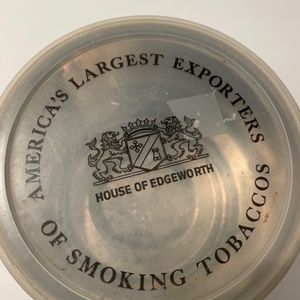 AMERICA'S LARGEST EXPORTERS
HOUSE OF EDGEWORTH
OF SMOKING TOBACCOS